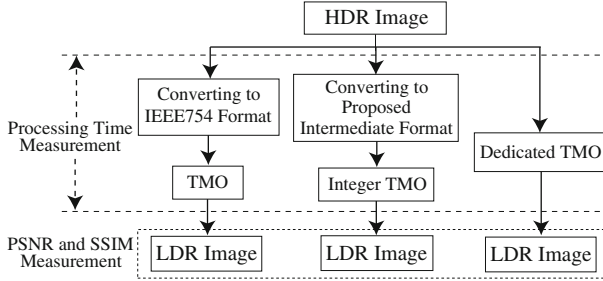 HDR Image
Converting to
IEEE754 Format
Converting to
Proposed
Intermediate Format
Processing Time
Measurement
Dedicated TMO
TMO
Integer TMO
PSNR and SSIM
Measurement
LDR Image
LDR Image
LDR Image